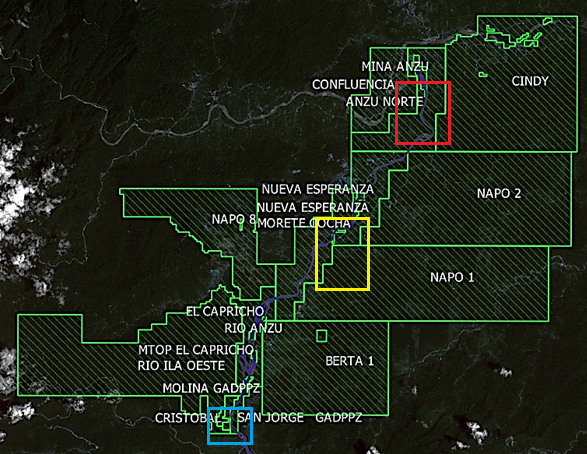 MINA ANZU
CINDY
CONFLUENCIA
ANZU NORTE
NUEVA ESPERANZA
NAPO 2
NUEVA ESPERANZA
NAPO 8
MORETE COCHA
NAPO 1
EL CAPRICHO
RIO ANZU
MTOP EL CAPRICHO
BERTA 1
RIO ILA OESTE
MOLINA GADPPZ
CRISTOBAL SAN JORGE GADPPZ